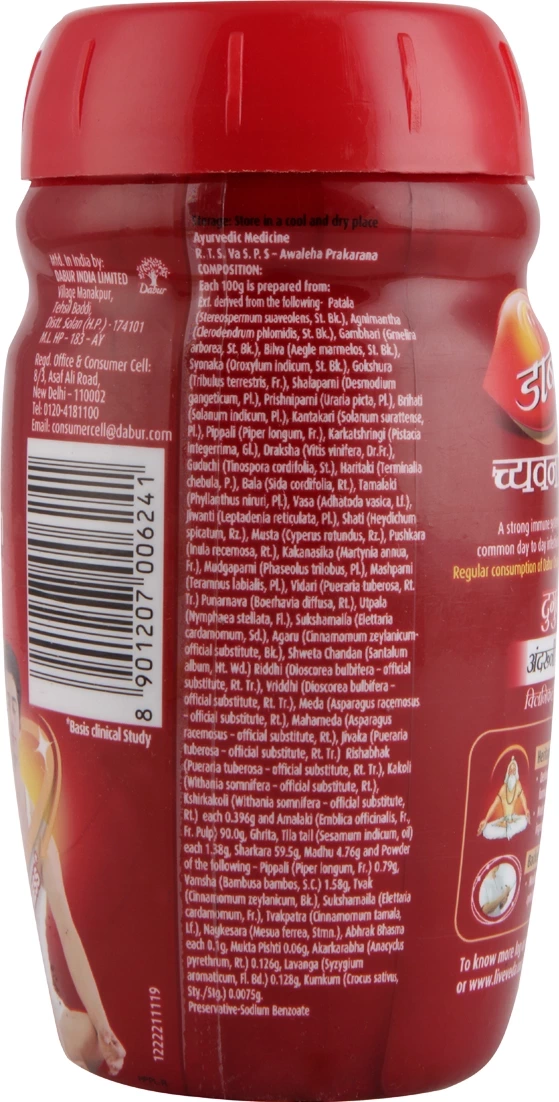 Mfd. in India by:
DABUR INDIA LIMITED
Village Manakpur,
Tehsil Baddi,
Distt. Solan (H.P.) - 174101
M.L. HP - 183 - AY
Dabur
Regd. Office & Consumer Cell:
8/3, Asaf Ali Road,
New Delhi – 110002
Tel: 0120-4181100
Email: consumercell@dabur.com
8 901207 006241
*Basis clinical Study
1222211119
Storage: Store in a cool and dry place
Ayurvedic Medicine
R. T. S. Va S. P. S – Awaleha Prakarana
COMPOSITION:
Each 100g is prepared from:
Ext. derived from the following- Patala
(Stereospermum suaveolens, St. Bk.), Agnimantha
(Clerodendrum phlomidis, St. Bk.), Gambhari (Gmelina
arborea, St. Bk.), Bilva (Aegle marmelos, St. Bk.),
Syonaka (Oroxylum indicum, St. Bk.), Gokshura
(Tribulus terrestris, Fr.), Shalaparni (Desmodium
gangeticum, Pl.), Prishniparni (Uraria picta, Pl.), Brihati
(Solanum indicum, Pl.), Kantakari (Solanum surattense,
Pl.), Pippali (Piper longum, Fr.), Karkatshringi (Pistacia
integerrima, Gl.), Draksha (Vitis vinifera, Dr.Fr.),
Guduchi (Tinospora cordifolia, St.), Haritaki (Terminalia
chebula, P.), Bala (Sida cordifolia, Rt.), Tamalaki
(Phyllanthus niruri, Pl.), Vasa (Adhatoda vasica, Lf.),
Jiwanti (Leptadenia reticulata, Pl.), Shati (Heydichum
spicatum, Rz.), Musta (Cyperus rotundus, Rz.), Pushkara
(Inula recemosa, Rt.), Kakanasika (Martynia annua,
Fr.), Mudgaparni (Phaseolus trilobus, Pl.), Mashparni
(Teramnus labialis, Pl.), Vidari (Pueraria tuberosa, Rt.
Tr.) Punarnava (Boerhavia diffusa, Rt.), Utpala
(Nymphaea stellata, Fl.), Sukshamaila (Elettaria
cardamomum, Sd.), Agaru (Cinnamomum zeylanicum-
official substitute, Bk.), Shweta Chandan (Santalum
album, Ht. Wd.) Riddhi (Dioscorea bulbifera – official
substitute, Rt. Tr.), Vriddhi (Dioscorea bulbifera –
official substitute, Rt. Tr.), Meda (Asparagus racemosus
– official substitute, Rt.), Mahameda (Asparagus
racemosus – official substitute, Rt.), Jivaka (Pueraria
tuberosa – official substitute, Rt. Tr.) Rishabhak
(Pueraria tuberosa – official substitute, Rt. Tr.), Kakoli
(Withania somnifera – official substitute, Rt.),
Kshirkakoli (Withania somnifera – official substitute,
Rt.) each 0.396g and Amalaki (Emblica officinalis, Fr.,
Fr. Pulp) 90.0g, Ghrita, Tila tail (Sesamum indicum, oil)
each 1.38g, Sharkara 59.5g, Madhu 4.76g and Powder
of the following – Pippali (Piper longum, Fr.) 0.79g,
Vamsha (Bambusa bambos, S.C.) 1.58g, Tvak
(Cinnamomum zeylanicum, Bk.), Sukshamaila (Elettaria
cardamomum, Fr.), Tvakpatra (Cinnamomum tamala,
Lf.), Nagkesara (Mesua ferrea, Stmn.), Abhrak Bhasma
each 0.1g, Mukta Pishti 0.06g, Akarkarabha (Anacyclus
pyrethrum, Rt.) 0.126g, Lavanga (Syzygium
aromaticum, Fl. Bd.) 0.128g, Kumkum (Crocus sativus,
Sty./Stg.) 0.0075g.
Preservative-Sodium Benzoate
च्यवन
A strong immune
common day to day
Regular consumption of Dabur
To know more
or www.liveved